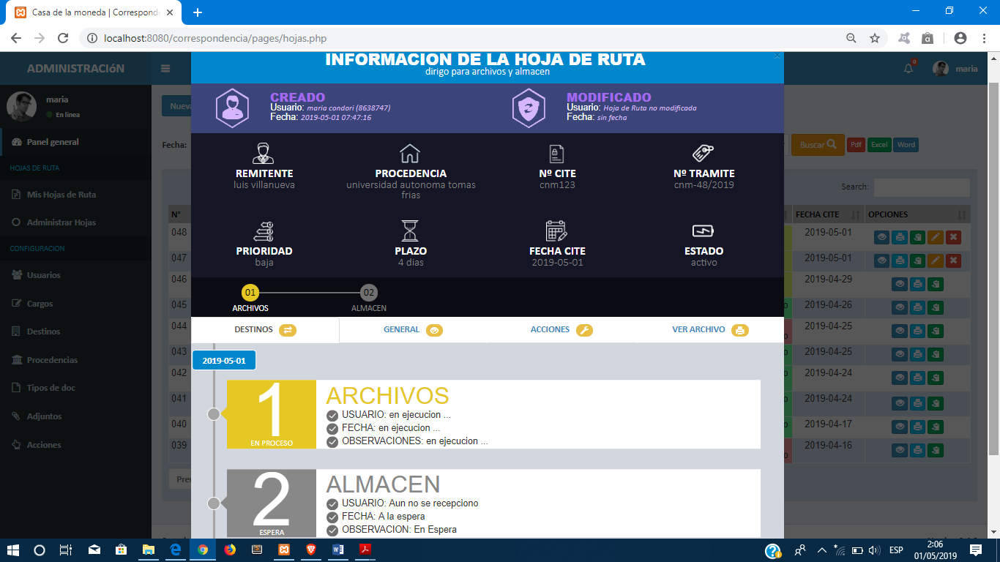 Casa de la moneda | Correspond
localhost:8080/correspondencia/pages/hojas.php
ADMINISTRACIóN
maria
maria
En linea
Panel general
HOJAS DE RUTA
Mis Hojas de Ruta
Administrar Hojas
CONFIGURACION
Usuarios
Cargos
Destinos
Procedencias
Tipos de doc
Adjuntos
Acciones
INFORMACION DE LA HOJA DE RUTA
dirigo para archivos y almacen
CREADO
Usuario: maria condori (8638747)
Fecha: 2019-05-01 07:47:16
MODIFICADO
Usuario: Hoja de Ruta no modificada
Fecha: sin fecha
REMITENTE
luis villanueva
PROCEDENCIA
universidad autonoma tomas
frias
Nº CITE
cnm123
Nº TRAMITE
cnm-48/2019
PRIORIDAD
baja
PLAZO
4 dias
FECHA CITE
2019-05-01
ESTADO
activo
01
ARCHIVOS
02
ALMACEN
DESTINOS
GENERAL
ACCIONES
VER ARCHIVO
2019-05-01
1
EN PROCESO
ARCHIVOS
USUARIO: en ejecucion ...
FECHA: en ejecucion ...
OBSERVACIONES: en ejecucion ...
2
ESPERA
ALMACEN
USUARIO: Aun no se recepciono
FECHA: A la espera
OBSERVACION: En Espera
Nueva
Fecha:
Buscar
Pdf
Excel
Word
Search:
N°
FECHA CITE
OPCIONES
048
2019-05-01
047
2019-05-01
046
2019-04-29
045
2019-04-26
044
2019-04-25
043
2019-04-25
042
2019-04-24
041
2019-04-24
040
2019-04-17
039
2019-04-16
Prev
ESP
2:06
01/05/2019